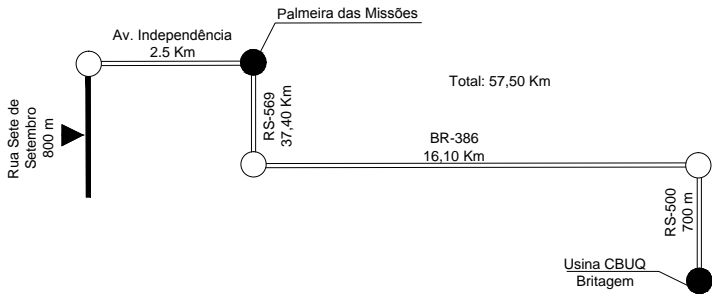 Palmeira das Missões
Av. Independência
2.5 Km
Total: 57,50 Km
Rua Sete de
Setembro
800 m
RS-569
37,40 Km
BR-386
16,10 Km
RS-500
700 m
Usina CBUQ
Britagem